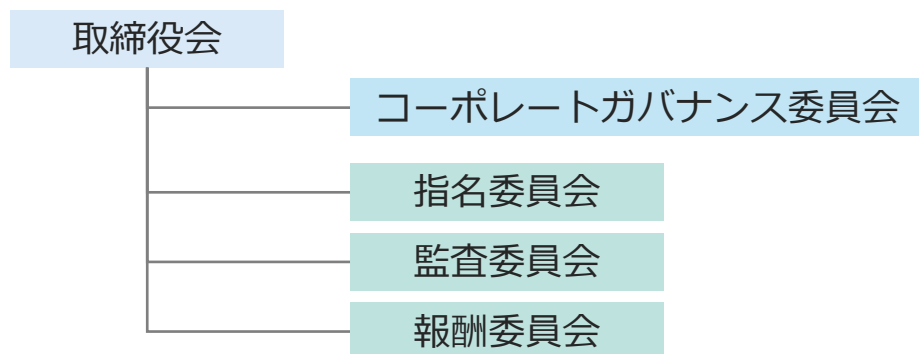 取締役会
コーポレートガバナンス委員会
指名委員会
監査委員会
報酬委員会